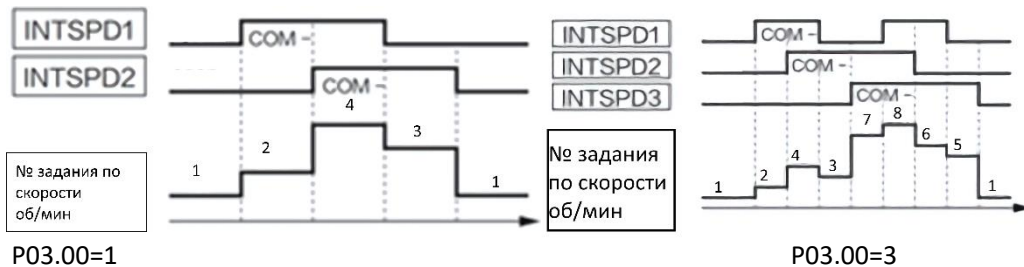 INTSPD1
COM -
INTSPD2
COM -
1
2
4
3
1
№ задания по
скорости
об/мин
P03.00=1
INTSPD1
COM -
INTSPD2
COM -
INTSPD3
COM -
1
2
4
3
7
8
6
5
1
№ задания
по скорости
об/мин
P03.00=3